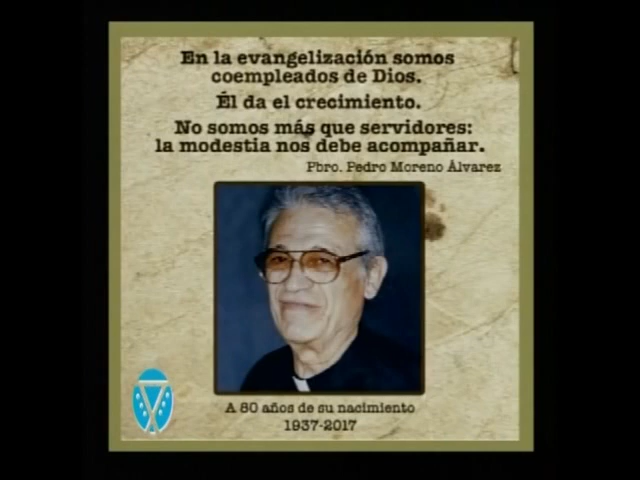 En la evangelización somos
coempleados de Dios.
Él da el crecimiento.
No somos más que servidores:
la modestia nos debe acompañar.
Pbro. Pedro Moreno Álvarez
A 80 años de su nacimiento
1937-2017